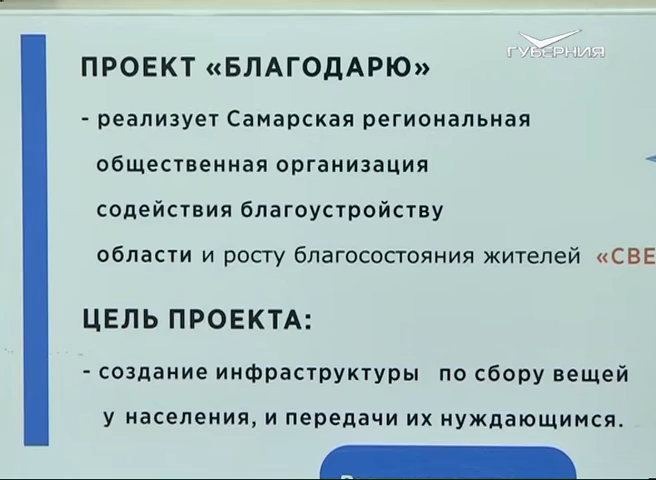 ГУБЕРНИЯ
ПРОЕКТ «БЛАГОДАРЮ»
- реализует Самарская региональная
общественная организация
содействия благоустройству
области и росту благосостояния жителей
ЦЕЛЬ ПРОЕКТА:
- создание инфраструктуры по сбору вещей
у населения, и передачи их нуждающимся.